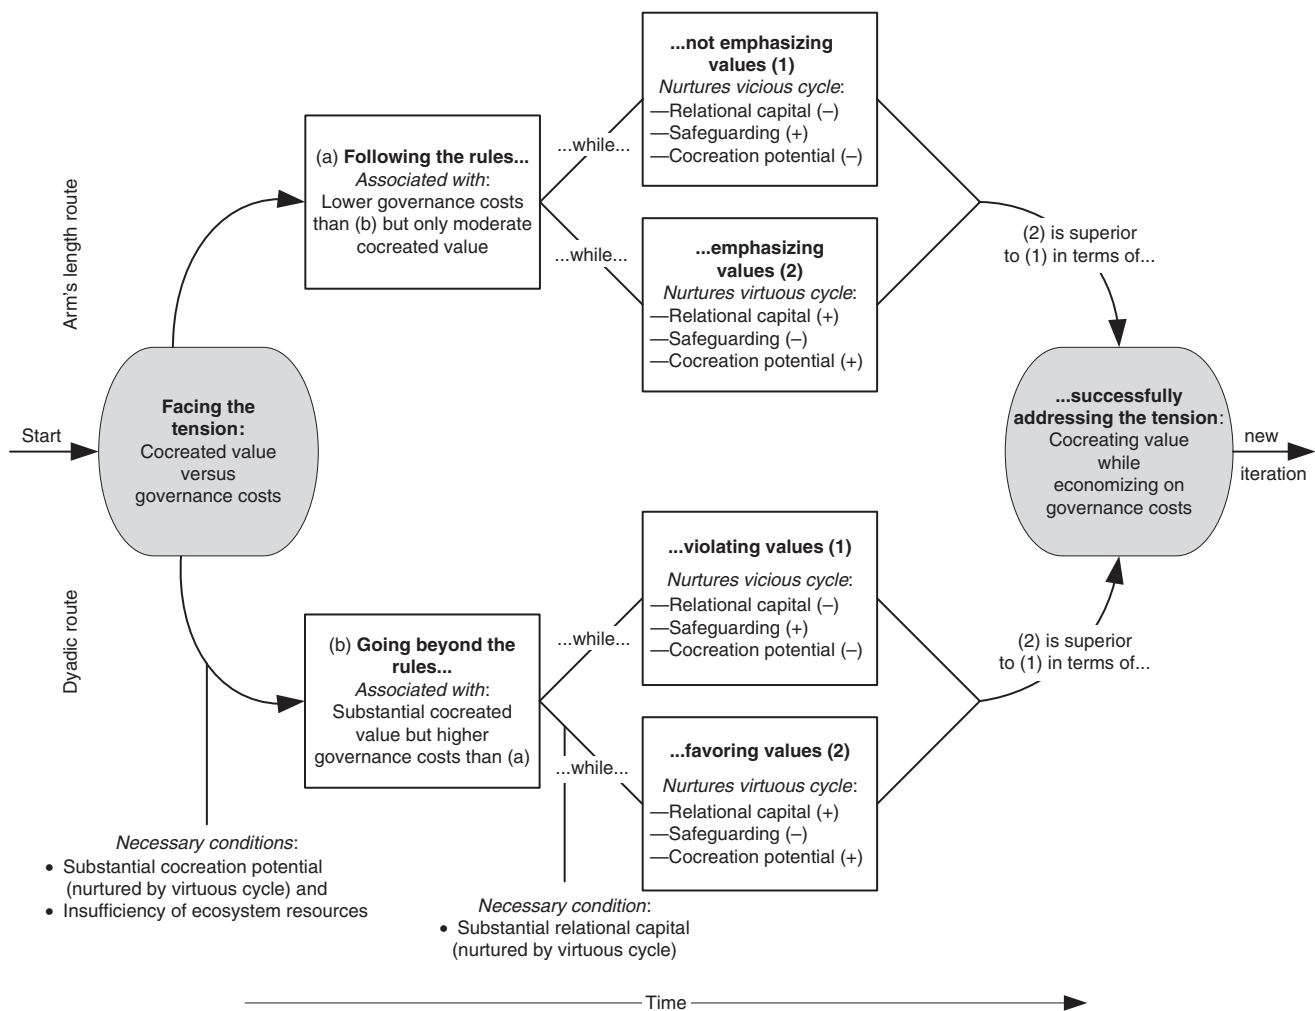 Arm's length route
Dyadic route
Start
Facing the
tension:
Cocreated value
versus
governance costs
(a) Following the rules...
Associated with:
Lower governance costs
than (b) but only moderate
cocreated value
...while...
...while...
...not emphasizing
values (1)
Nurtures vicious cycle:
—Relational capital (–)
—Safeguarding (+)
—Cocreation potential (–)
...emphasizing
values (2)
Nurtures virtuous cycle:
—Relational capital (+)
—Safeguarding (–)
—Cocreation potential (+)
(2) is superior
to (1) in terms of...
...successfully
addressing the tension:
Cocreating value
while
economizing on
governance costs
new
iteration
(b) Going beyond the
rules...
Associated with:
Substantial cocreated
value but higher
governance costs than (a)
...while...
...while...
...violating values (1)
Nurtures vicious cycle:
—Relational capital (–)
—Safeguarding (+)
—Cocreation potential (–)
...favoring values (2)
Nurtures virtuous cycle:
—Relational capital (+)
—Safeguarding (–)
—Cocreation potential (+)
(2) is superior
to (1) in terms of...
Necessary conditions:
• Substantial cocreation potential
(nurtured by virtuous cycle) and
• Insufficiency of ecosystem resources
Necessary condition:
• Substantial relational capital
(nurtured by virtuous cycle)
Time